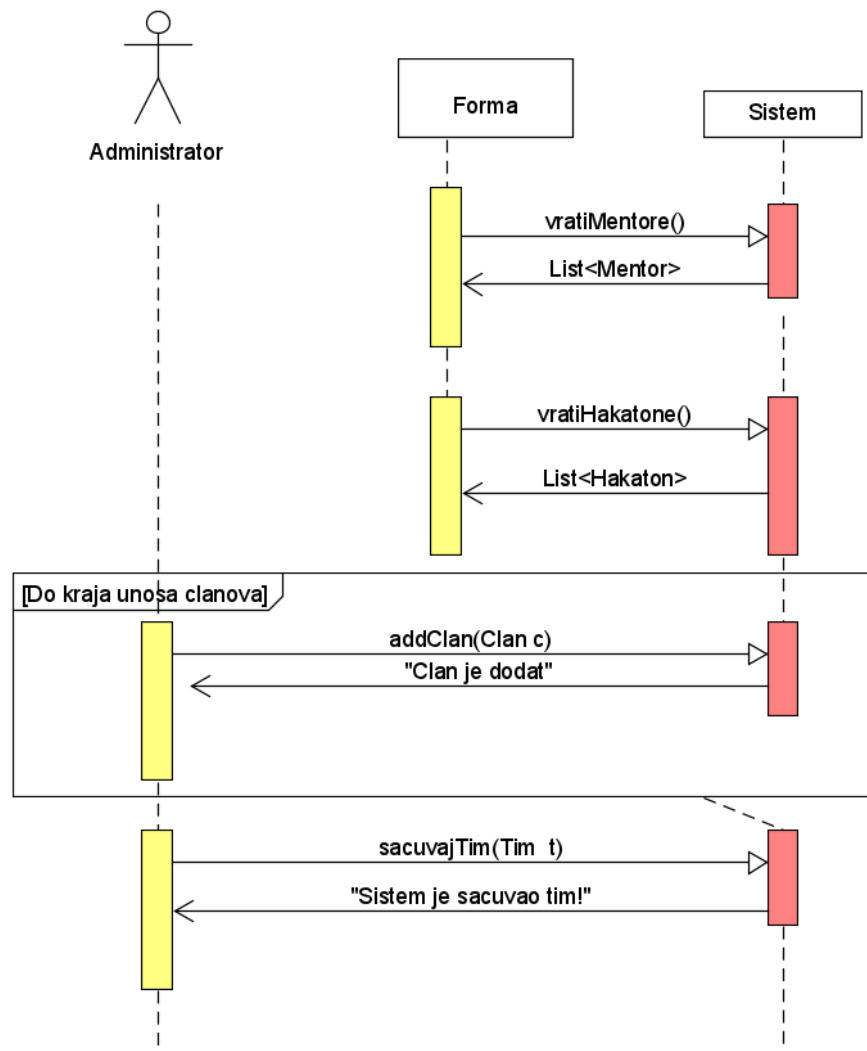 Administrator
Forma
Sistem
vratiMentore()
List<Mentor>
vratiHakatone()
List<Hakaton>
[Do kraja unosa clanova]
addClan(Clan c)
"Clan je dodat"
sacuvajTim(Tim t)
"Sistem je sacuvao tim!"